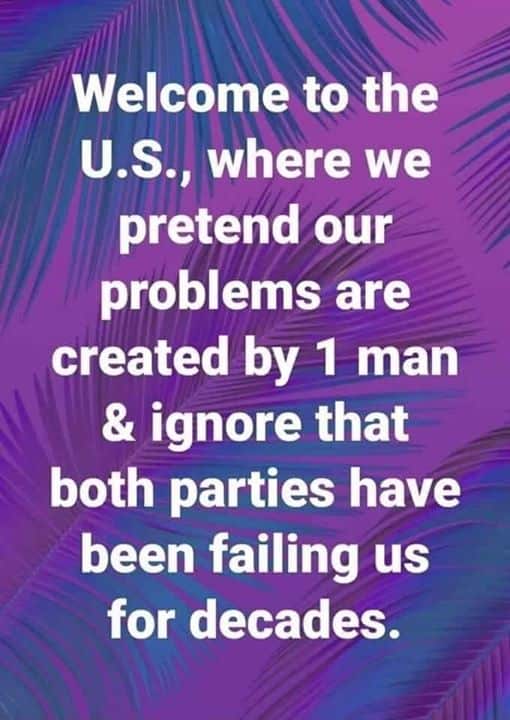 Welcome to the
U.S., where we
pretend our
problems are
created by 1 man
& ignore that
both parties have
been failing us
for decades.